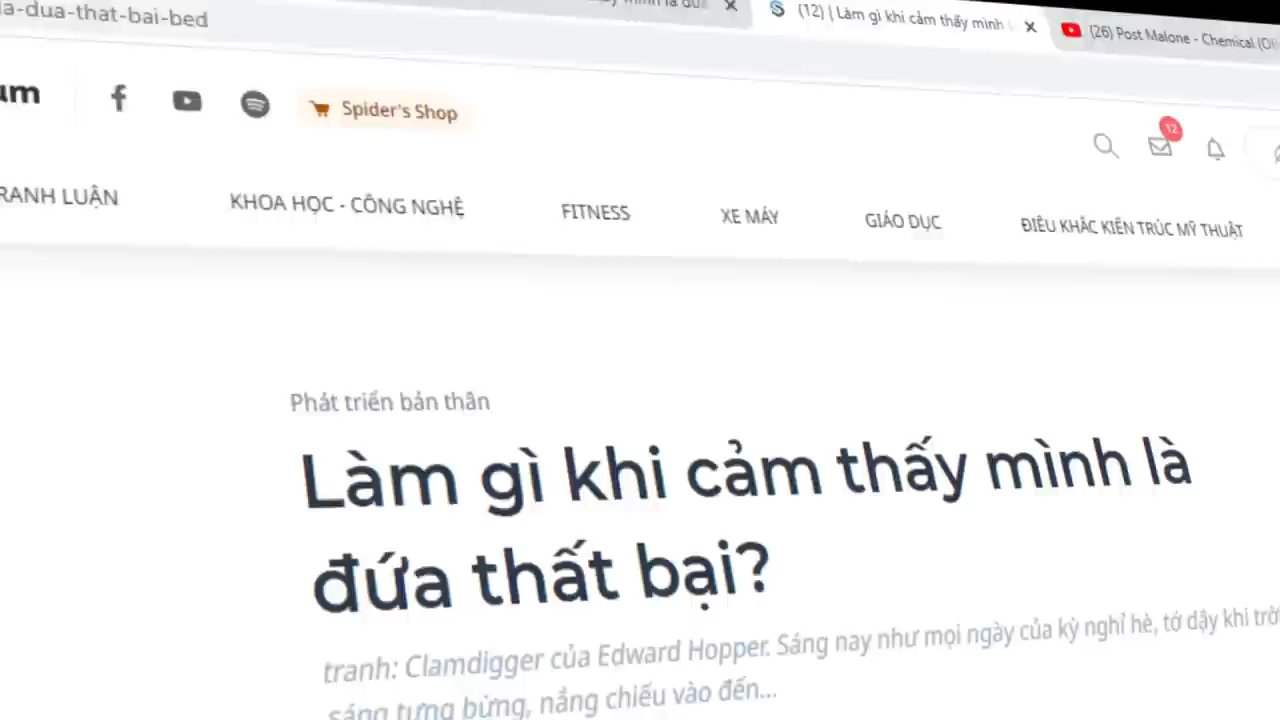 la-dua-that-bai-bed
(12) | Làm gì khi cảm thấy mình
(26) Post Malone - Chemical (Of
um
Spider's Shop
12
RANH LUẬN
KHOA HỌC - CÔNG NGHỆ
FITNESS
XE MÁY
GIÁO DỤC
ĐIÊU KHẮC KIẾN TRÚC MỸ THUẬT
Phát triển bản thân
Làm gì khi cảm thấy mình là
đứa thất bại?
tranh: Clamdigger của Edward Hopper. Sáng nay như mọi ngày của kỳ nghỉ hè, tớ dậy khi trờ
sáng tưng bừng, nắng chiếu vào đến...